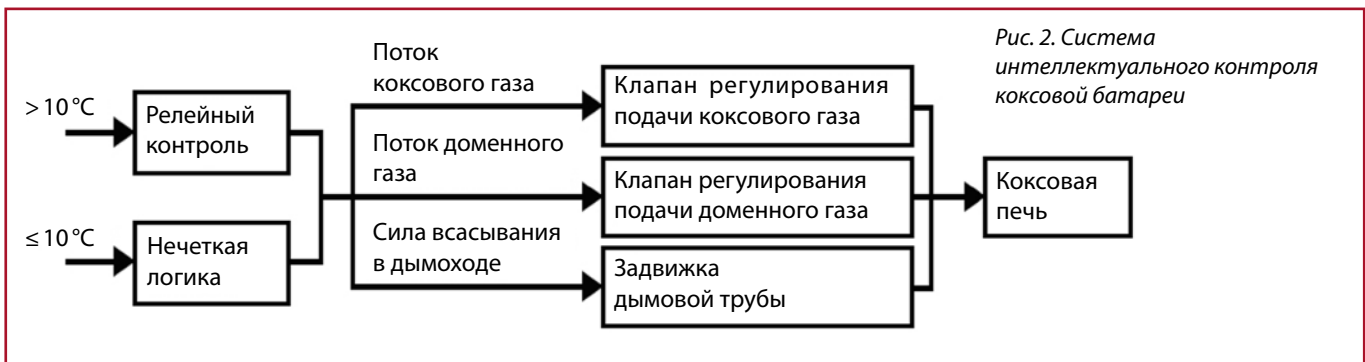 Рис. 2. Система
интеллектуального контроля
коксовой батареи
> 10 °C
Релейный
контроль
≤ 10 °C
Нечеткая
логика
Поток
коксового газа
Поток доменного
газа
Сила всасывания
в дымоходе
Клапан регулирования
подачи коксового газа
Клапан регулирования
подачи доменного газа
Задвижка
дымовой трубы
Коксовая
печь